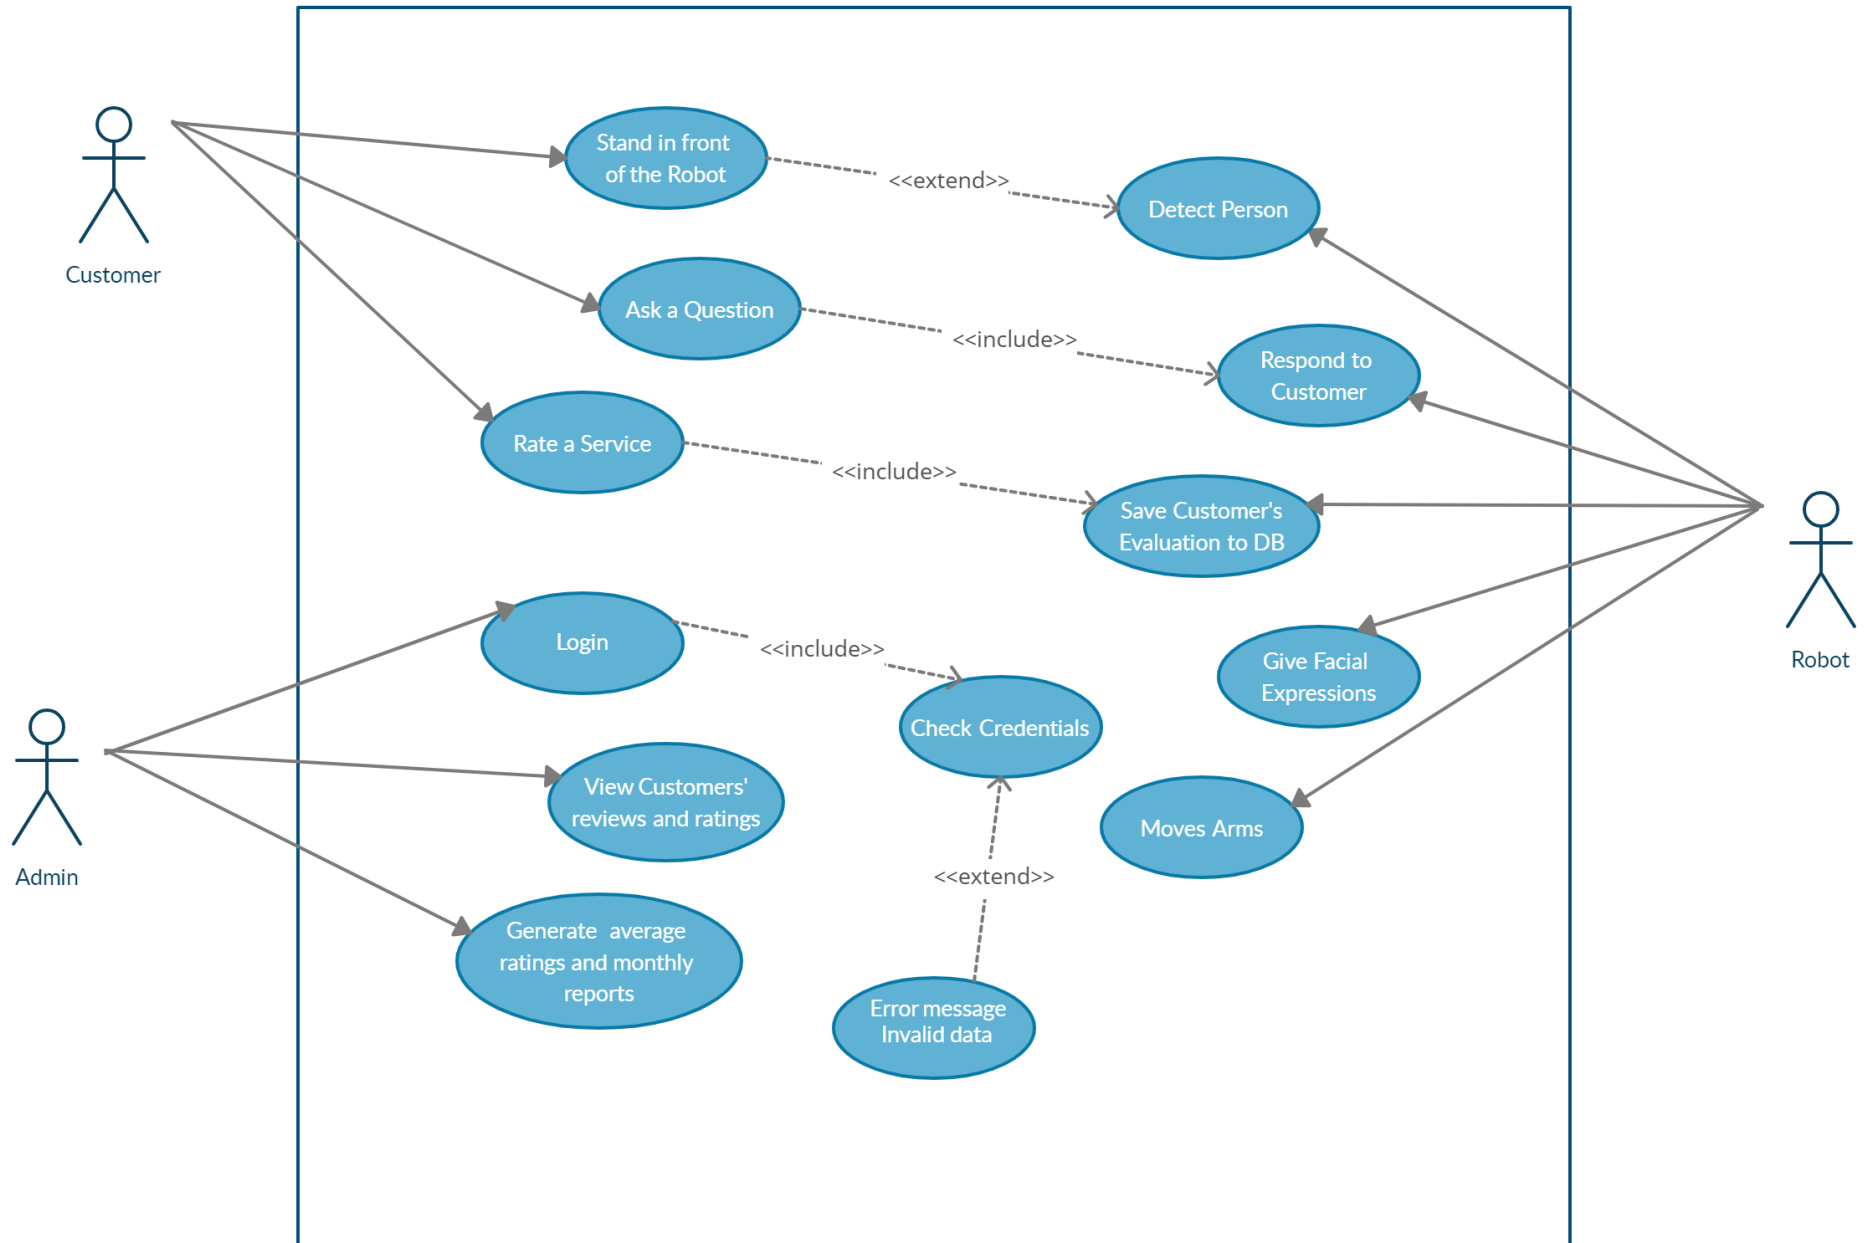 Customer
Stand in front
of the Robot
<<extend>>
Detect Person
Ask a Question
<<include>>
Respond to
Customer
Rate a Service
<<include>>
Save Customer's
Evaluation to DB
Robot
Login
<<include>>
Give Facial
Expressions
Check Credentials
Admin
View Customers'
reviews and ratings
Moves Arms
<<extend>>
Generate average
ratings and monthly
reports
Error message
Invalid data